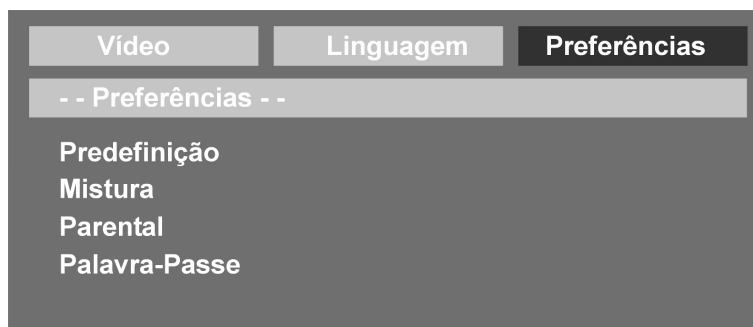 Vídeo Linguagem Preferências
- - Preferências - -
Predefinição
Mistura
Parental
Palavra-Passe